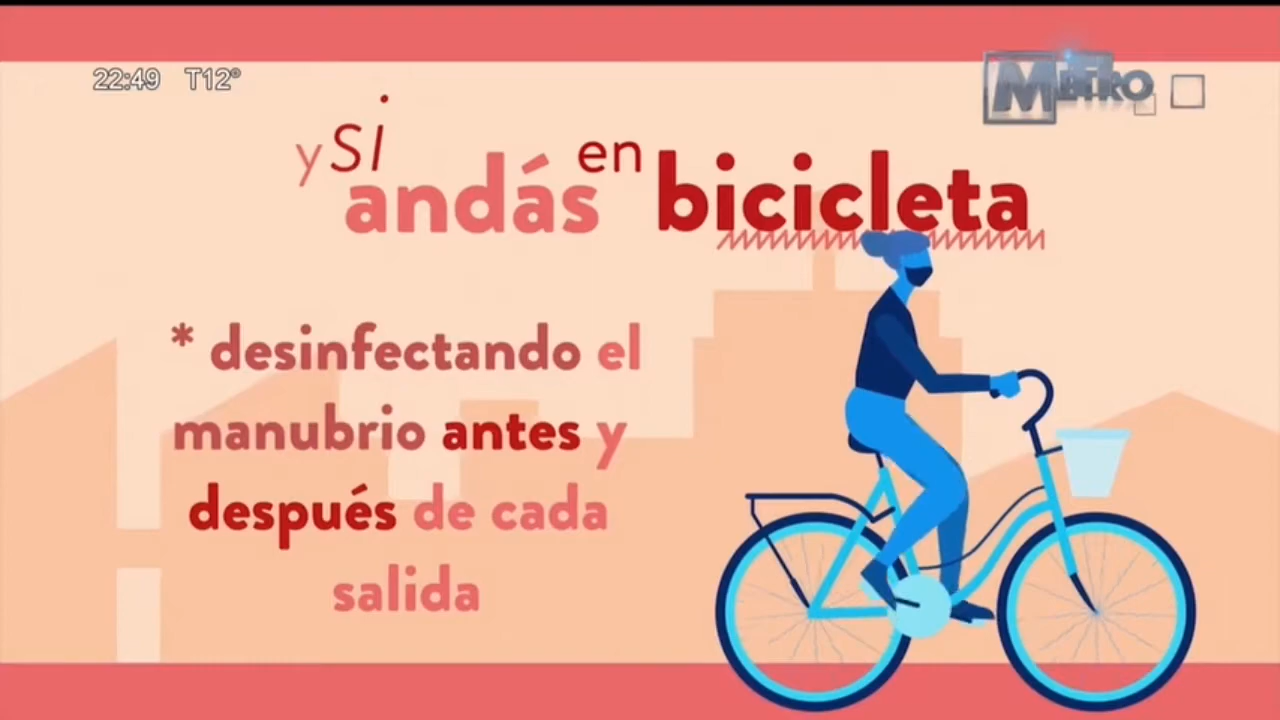 22:49 T12°
METRO
y si andás en bicicleta
* desinfectando el
manubrio antes y
después de cada
salida